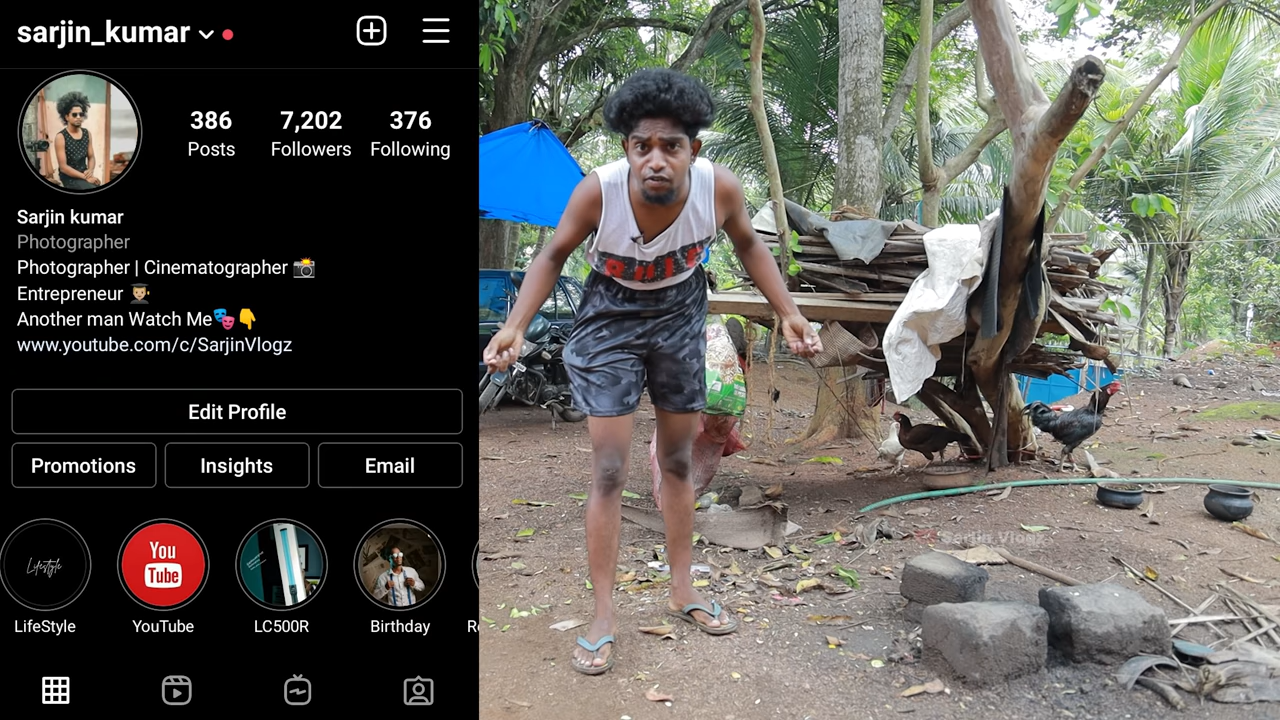 sarjin_kumar
386
7,202
376
Posts
Followers
Following
Sarjin kumar
Photographer
Photographer | Cinematographer 📸
Entrepreneur 👨🏼‍🎓
Another man Watch Me🎭👇
www.youtube.com/c/SarjinVlogz
Edit Profile
Promotions
Insights
Email
Lifestyle
You
Tube
LifeStyle
YouTube
LC500R
Birthday
Sarjin Vlogz